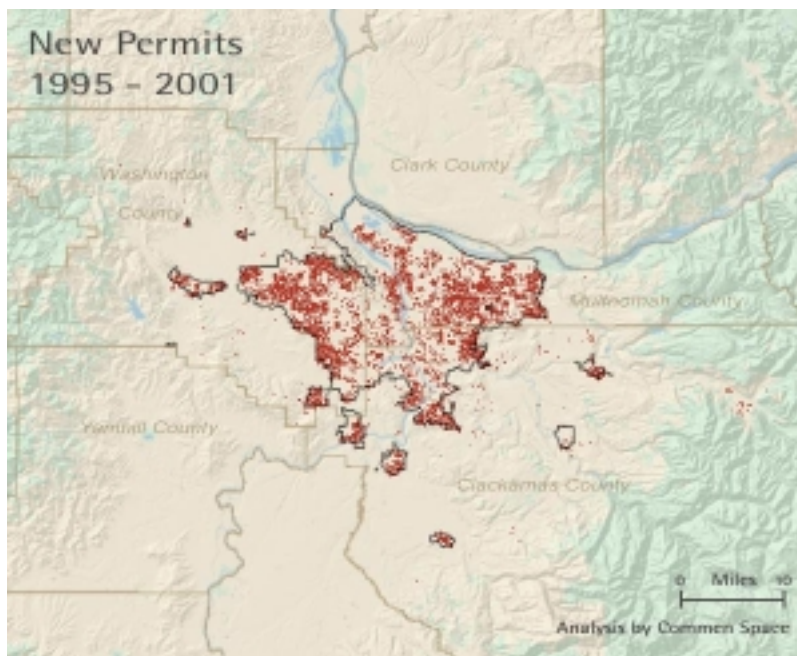 New Permits
1995 – 2001
Clark County
Washington
County
Multnomah County
Yamhill County
Clackamas County
0 Miles 10
Analysis by Commen Space